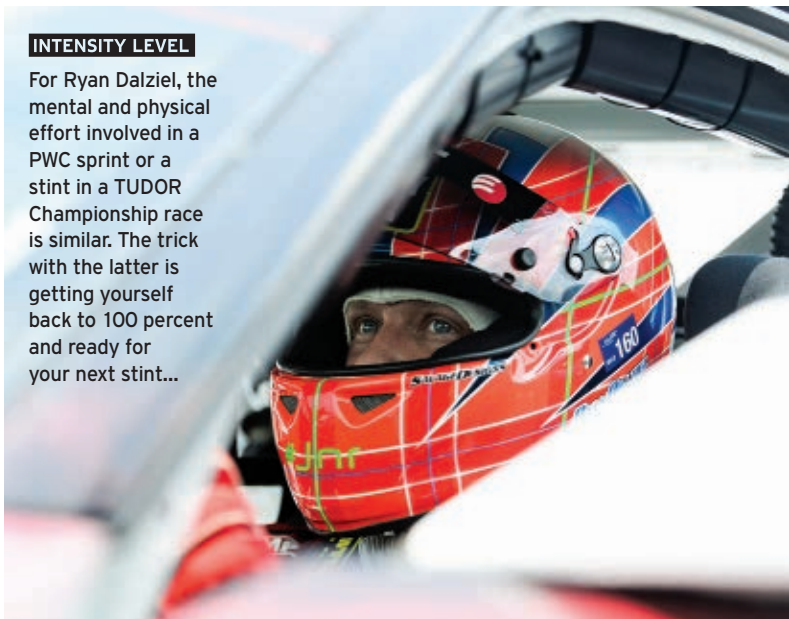 INTENSITY LEVEL
For Ryan Dalziel, the
mental and physical
effort involved in a
PWC sprint or a
stint in a TUDOR
Championship race
is similar. The trick
with the latter is
getting yourself
back to 100 percent
and ready for
your next stint...
160
SAVAGEDESIGNS
#Jnr